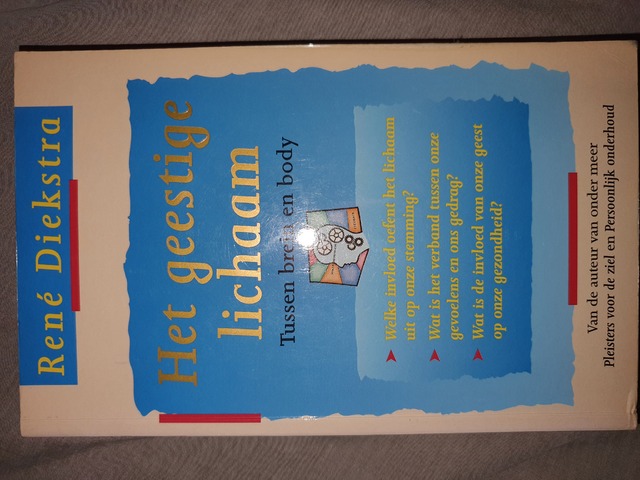 René Diekstra
Het geestige
lichaam
Tussen brein en body
Welke invloed oefent het lichaam
uit op onze stemming?
Wat is het verband tussen onze
gevoelens en ons gedrag?
Wat is de invloed van onze geest
op onze gezondheid?
Van de auteur van onder meer
Pleisters voor de ziel en Persoonlijk onderhoud